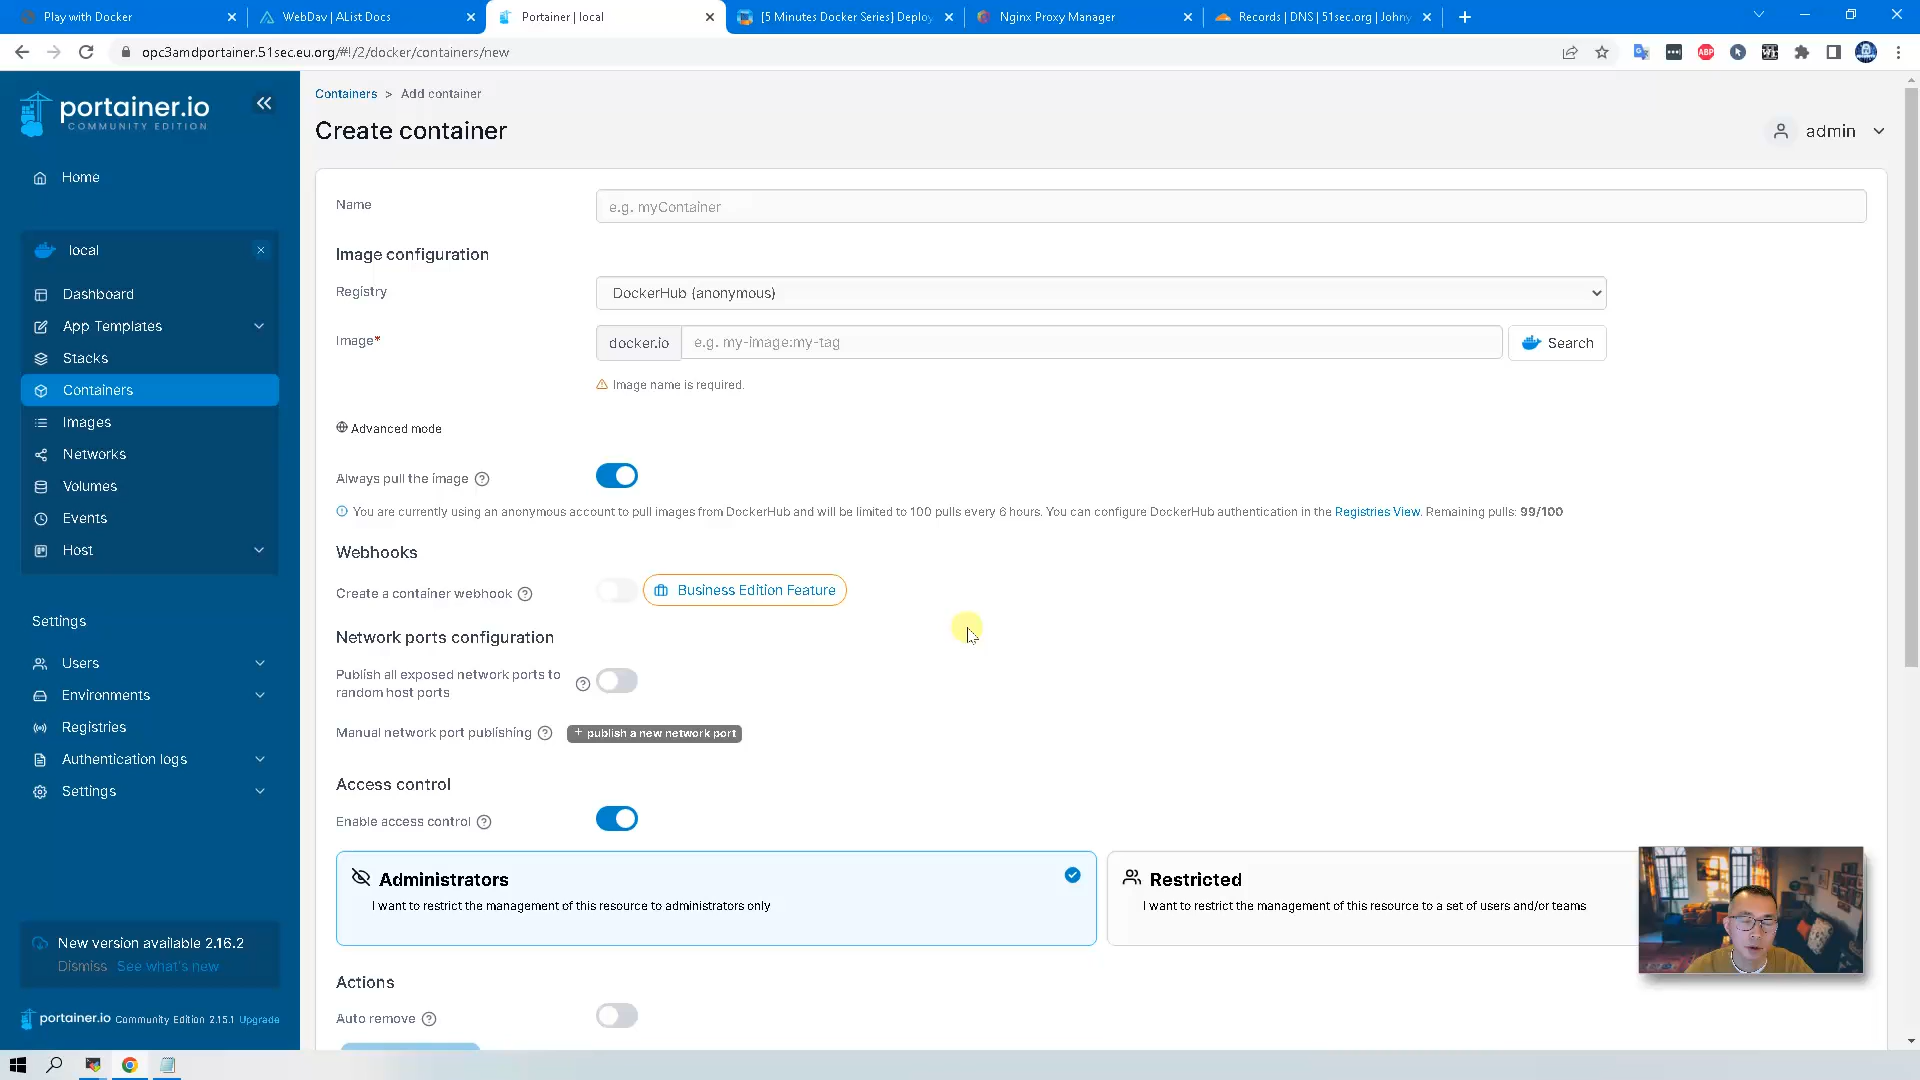 Play with Docker
WebDav | AList Docs
Portainer | local
[5 Minutes Docker Series] Deploy
Nginx Proxy Manager
Records | DNS | 51sec.org | Johny
opc3amdportainer.51sec.eu.org/#!/2/docker/containers/new
ABP
portainer.io
COMMUNITY EDITION
Home
local
Dashboard
App Templates
Stacks
Containers
Images
Networks
Volumes
Events
Host
Settings
Users
Environments
Registries
Authentication logs
Settings
New version available 2.16.2
Dismiss See what's new
portainer.io Community Edition 2.15.1 Upgrade
Containers > Add container
Create container
admin
Name
e.g. myContainer
Image configuration
Registry
DockerHub (anonymous)
Image*
docker.io
e.g. my-image:my-tag
Search
Image name is required.
Advanced mode
Always pull the image
You are currently using an anonymous account to pull images from DockerHub and will be limited to 100 pulls every 6 hours. You can configure DockerHub authentication in the Registries View. Remaining pulls: 99/100
Webhooks
Create a container webhook
Business Edition Feature
Network ports configuration
Publish all exposed network ports to
random host ports
Manual network port publishing
+ publish a new network port
Access control
Enable access control
Administrators
I want to restrict the management of this resource to administrators only
Restricted
I want to restrict the management of this resource to a set of users and/or teams
Actions
Auto remove